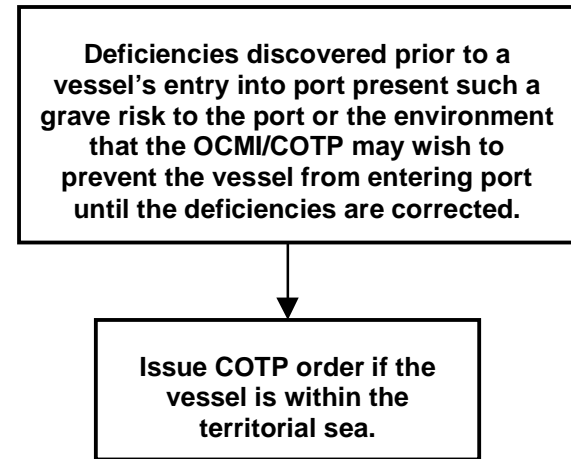 Deficiencies discovered prior to a
vessel’s entry into port present such a
grave risk to the port or the environment
that the OCMI/COTP may wish to
prevent the vessel from entering port
until the deficiencies are corrected.
Issue COTP order if the
vessel is within the
territorial sea.